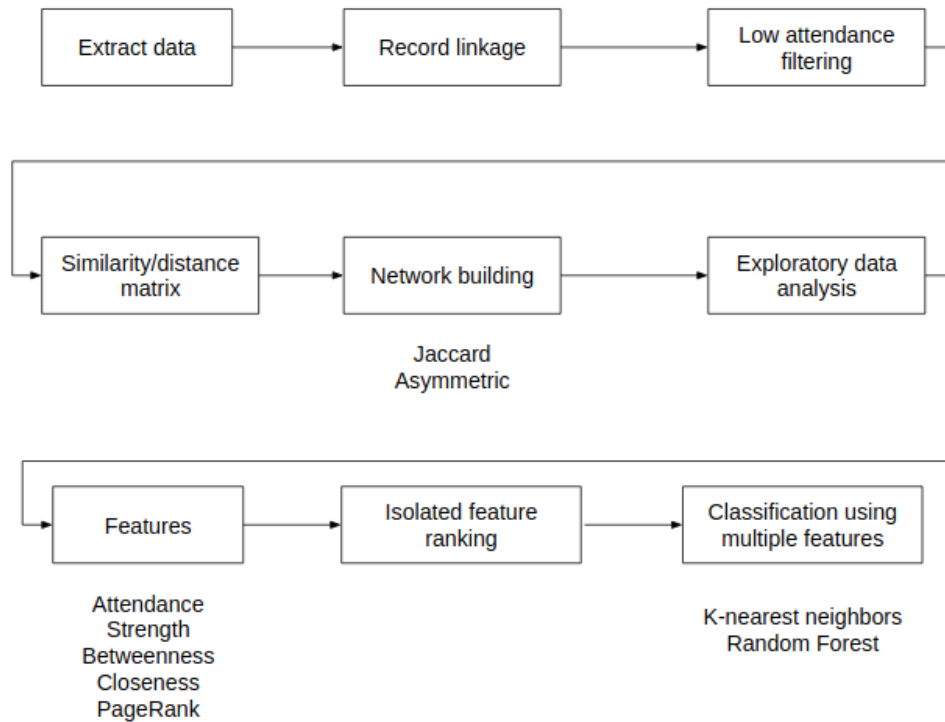 Extract data
Record linkage
Low attendance
filtering
Similarity/distance
matrix
Network building
Exploratory data
analysis
Jaccard
Asymmetric
Features
Isolated feature
ranking
Classification using
multiple features
Attendance
Strength
Betweenness
Closeness
PageRank
K-nearest neighbors
Random Forest